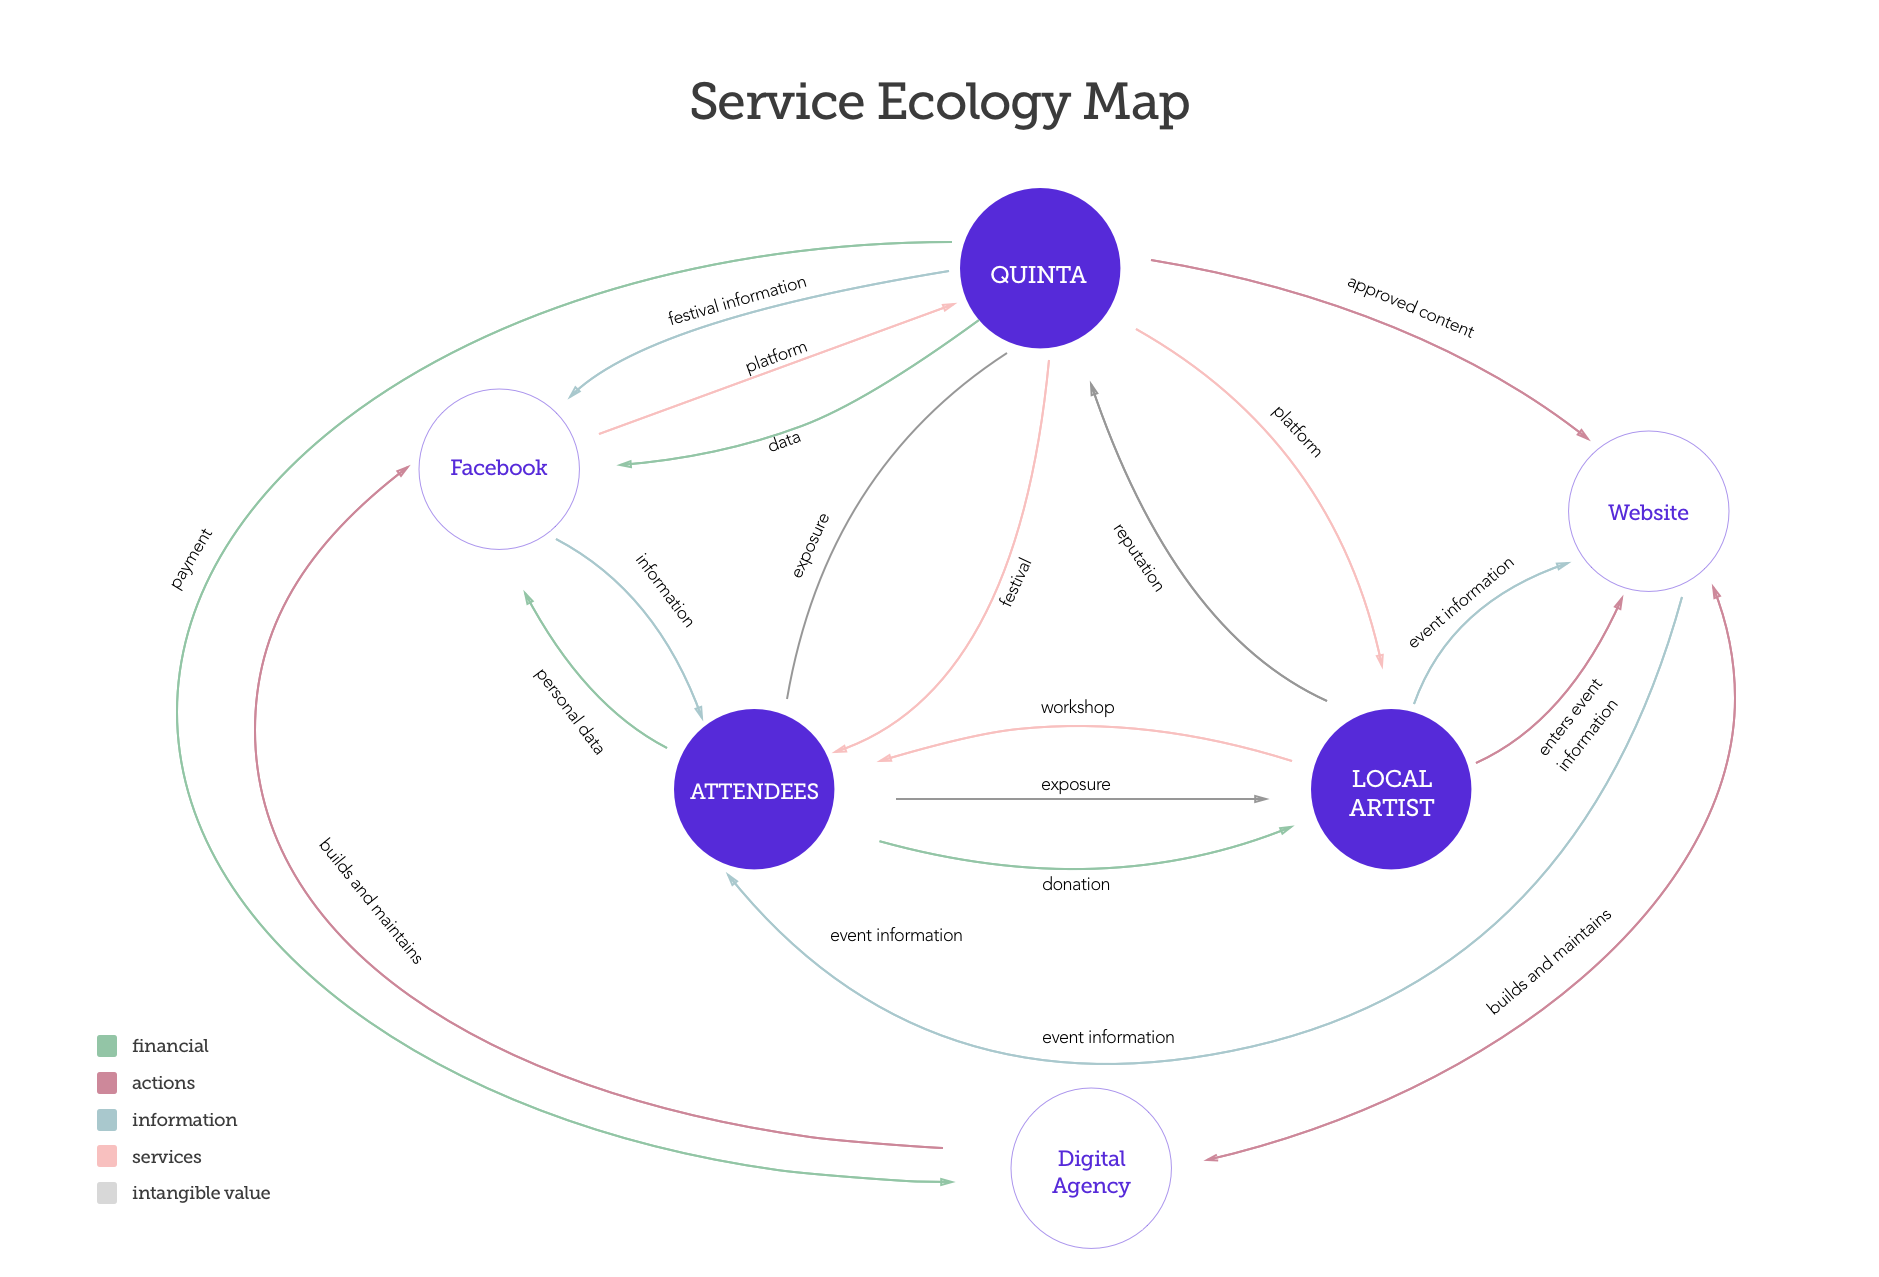 Service Ecology Map
QUINTA
festival information
approved content
platform
platform
data
Facebook
Website
payment
exposure
information
festival
reputation
event information
personal data
workshop
enters event
information
ATTENDEES
exposure
LOCAL
ARTIST
donation
builds and maintains
event information
builds and maintains
event information
financial
actions
information
services
intangible value
Digital
Agency